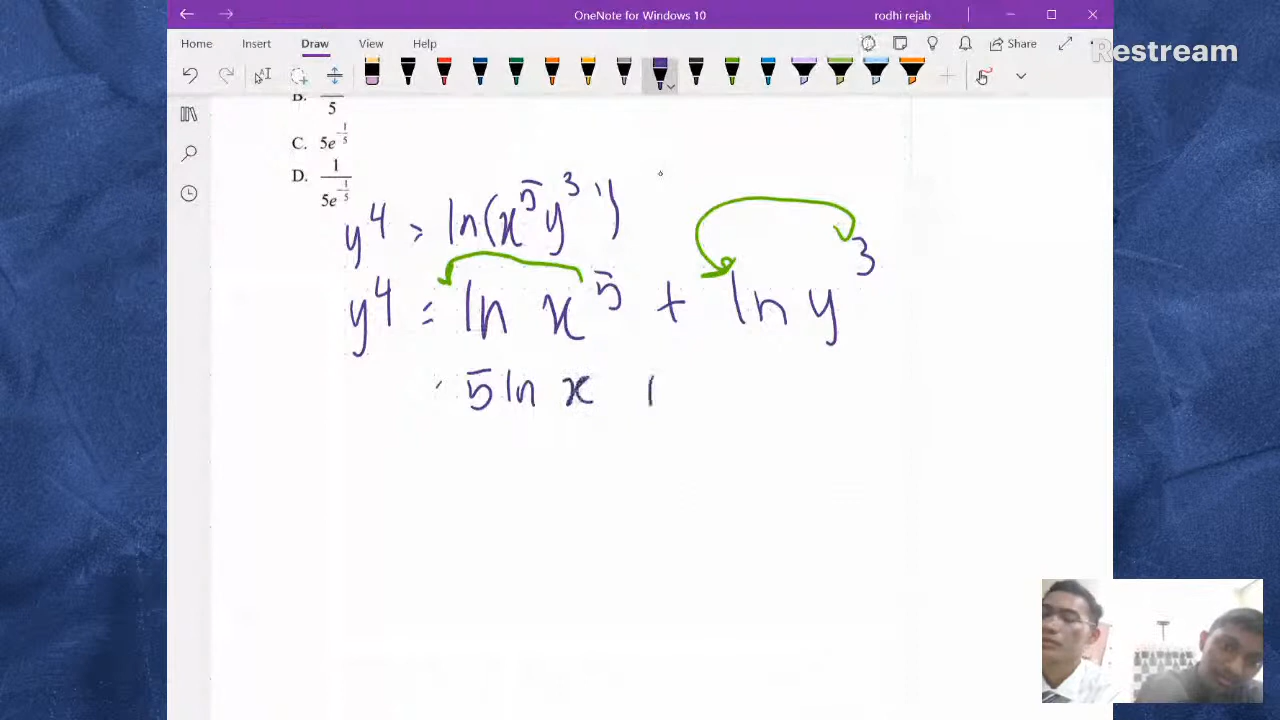 OneNote for Windows 10
rodhi rejab
Restream
Home Insert Draw View Help
Share
B. 5
C. 5e^{-1/5}
D. 1/(5e^{-1/5})
y^4 = ln(x^5 y^3)
y^4 = ln x^5 + ln y^3
= 5 ln x